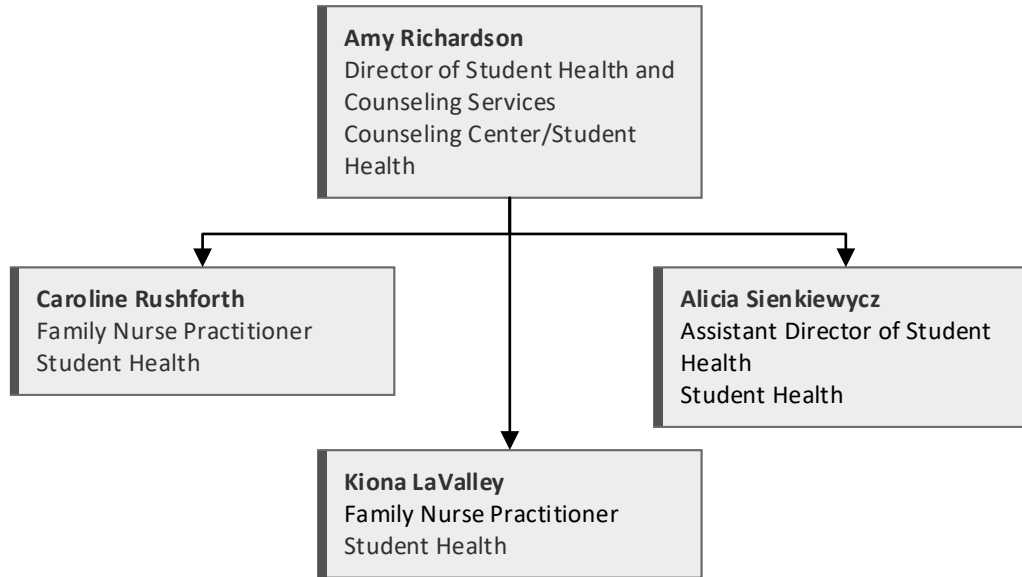 Amy Richardson
Director of Student Health and
Counseling Services
Counseling Center/Student
Health
Caroline Rushforth
Family Nurse Practitioner
Student Health
Alicia Sienkiewycz
Assistant Director of Student
Health
Student Health
Kiona LaValley
Family Nurse Practitioner
Student Health